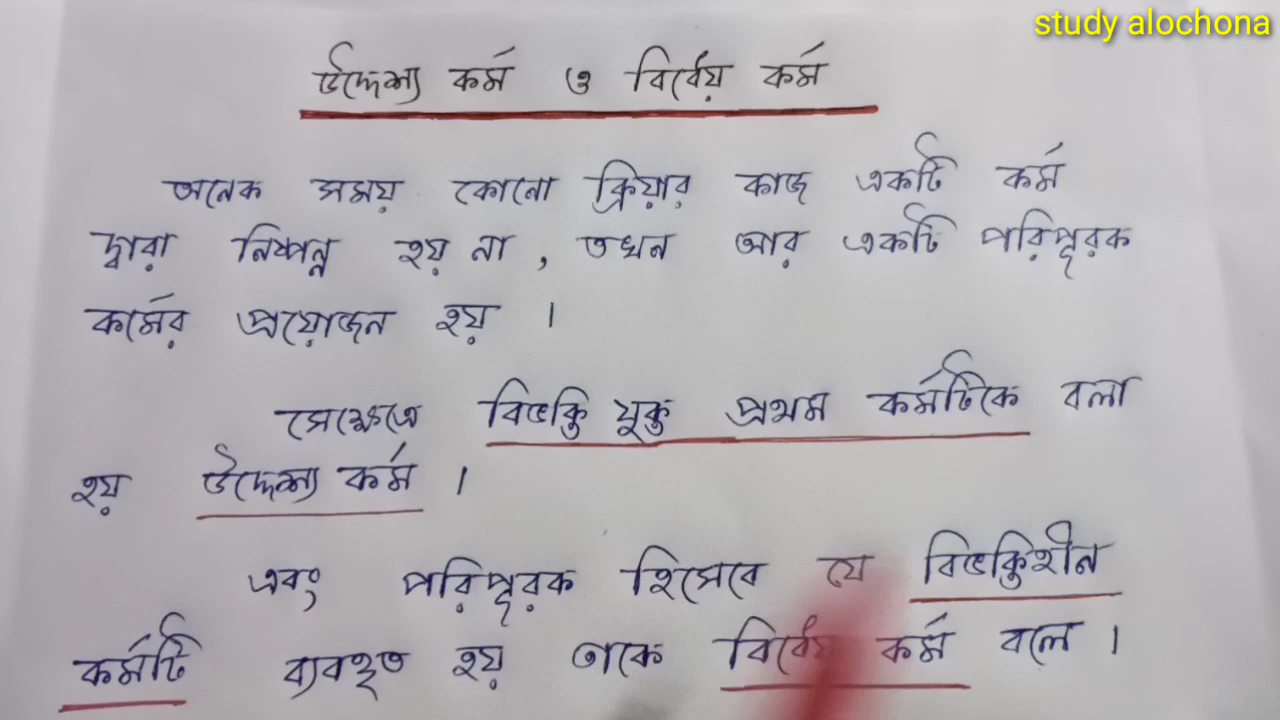 study alochona
উদ্দেশ্য কর্ম ও বিধেয় কর্ম
অনেক সময় কোনো ক্রিয়ার কাজ একটি কর্ম
দ্বারা নিষ্পন্ন হয় না , তখন আর একটি পরিপূরক
কর্মের প্রয়োজন হয় ।
সেক্ষেত্রে বিভক্তি যুক্ত প্রথম কর্মটিকে বলা
হয় উদ্দেশ্য কর্ম ।
এবং পরিপূরক হিসেবে যে বিভক্তিহীন
কর্মটি ব্যবহৃত হয় তাকে বিধেয় কর্ম বলে ।